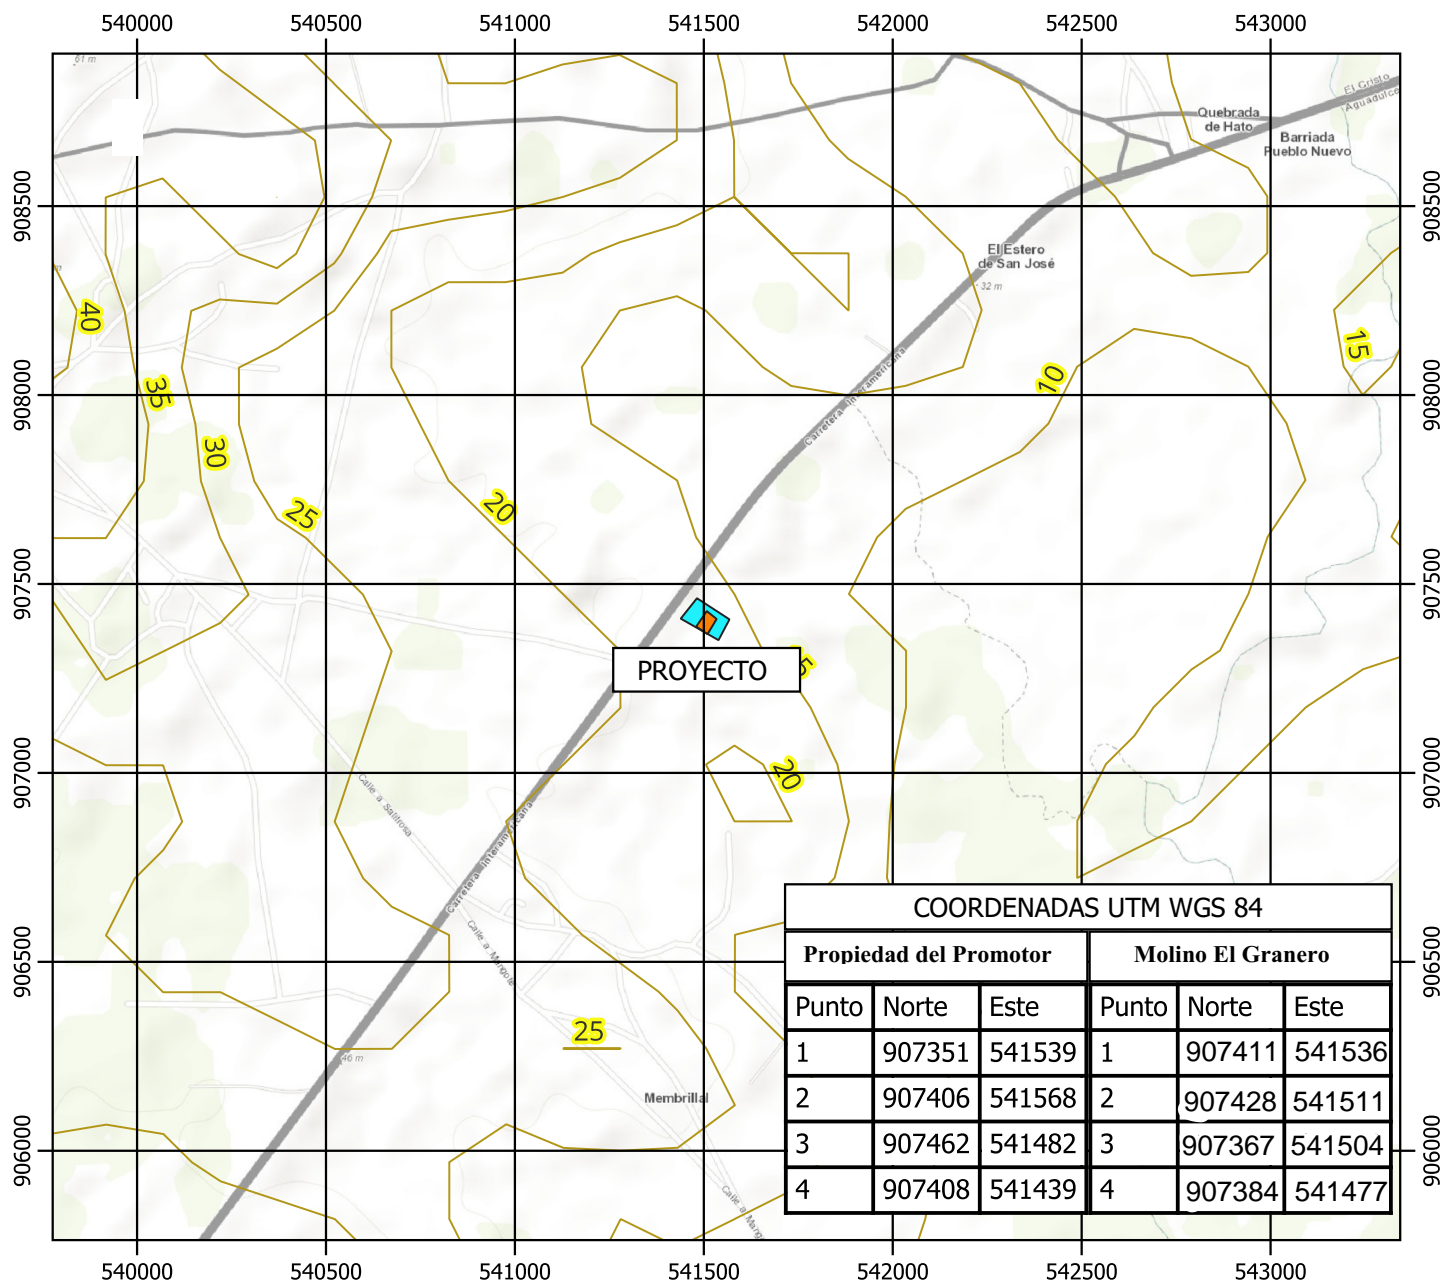 540000 540500 541000 541500 542000 542500 543000
61 m
El Cristo
Aguadulce
Quebrada
de Hato
Barriada
Pueblo Nuevo
908500 908500
El Estero
de San José
32 m
40
15
Carretera Interamericana
35
10
908000 908000
30
25
20
907500 907500
PROYECTO
5
20
907000 907000
Calle a Salitrosa
Carretera Interamericana
Calle a Mangote
906500 906500
25
46 m
Membrillal
906000 906000
Calle a Mang
COORDENADAS UTM WGS 84
Propiedad del Promotor Molino El Granero
Punto Norte Este Punto Norte Este
1 907351 541539 1 907411 541536
2 907406 541568 2 907428 541511
3 907462 541482 3 907367 541504
4 907408 541439 4 907384 541477
540000 540500 541000 541500 542000 542500 543000